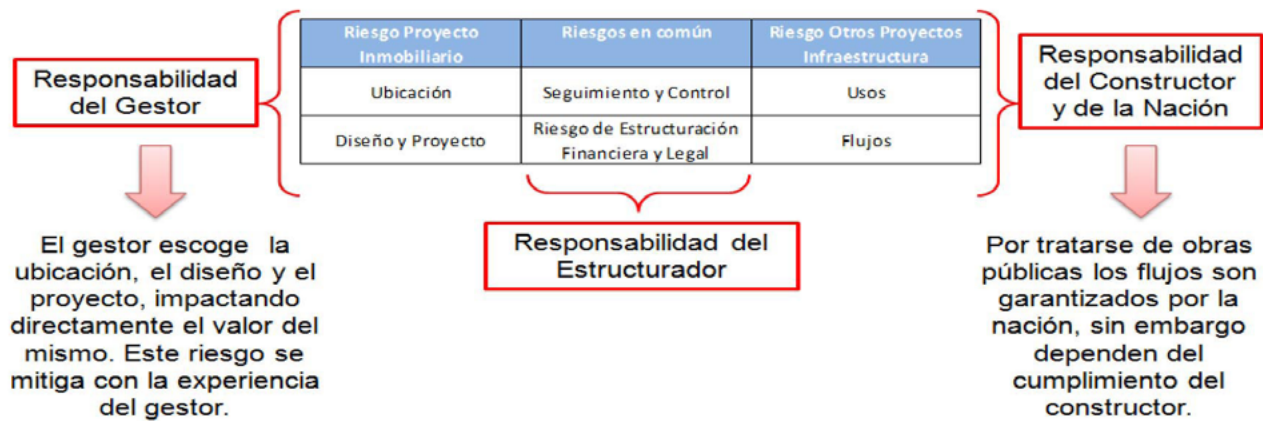 Riesgo Proyecto
Inmobiliario
Riesgos en común
Riesgo Otros Proyectos
Infraestructura
Ubicación
Seguimiento y Control
Usos
Diseño y Proyecto
Riesgo de Estructuración
Financiera y Legal
Flujos
Responsabilidad
del Gestor
Responsabilidad
del Constructor
y de la Nación
Responsabilidad del
Estructurador
El gestor escoge la
ubicación, el diseño y el
proyecto, impactando
directamente el valor del
mismo. Este riesgo se
mitiga con la experiencia
del gestor.
Por tratarse de obras
públicas los flujos son
garantizados por la
nación, sin embargo
dependen del
cumplimiento del
constructor.